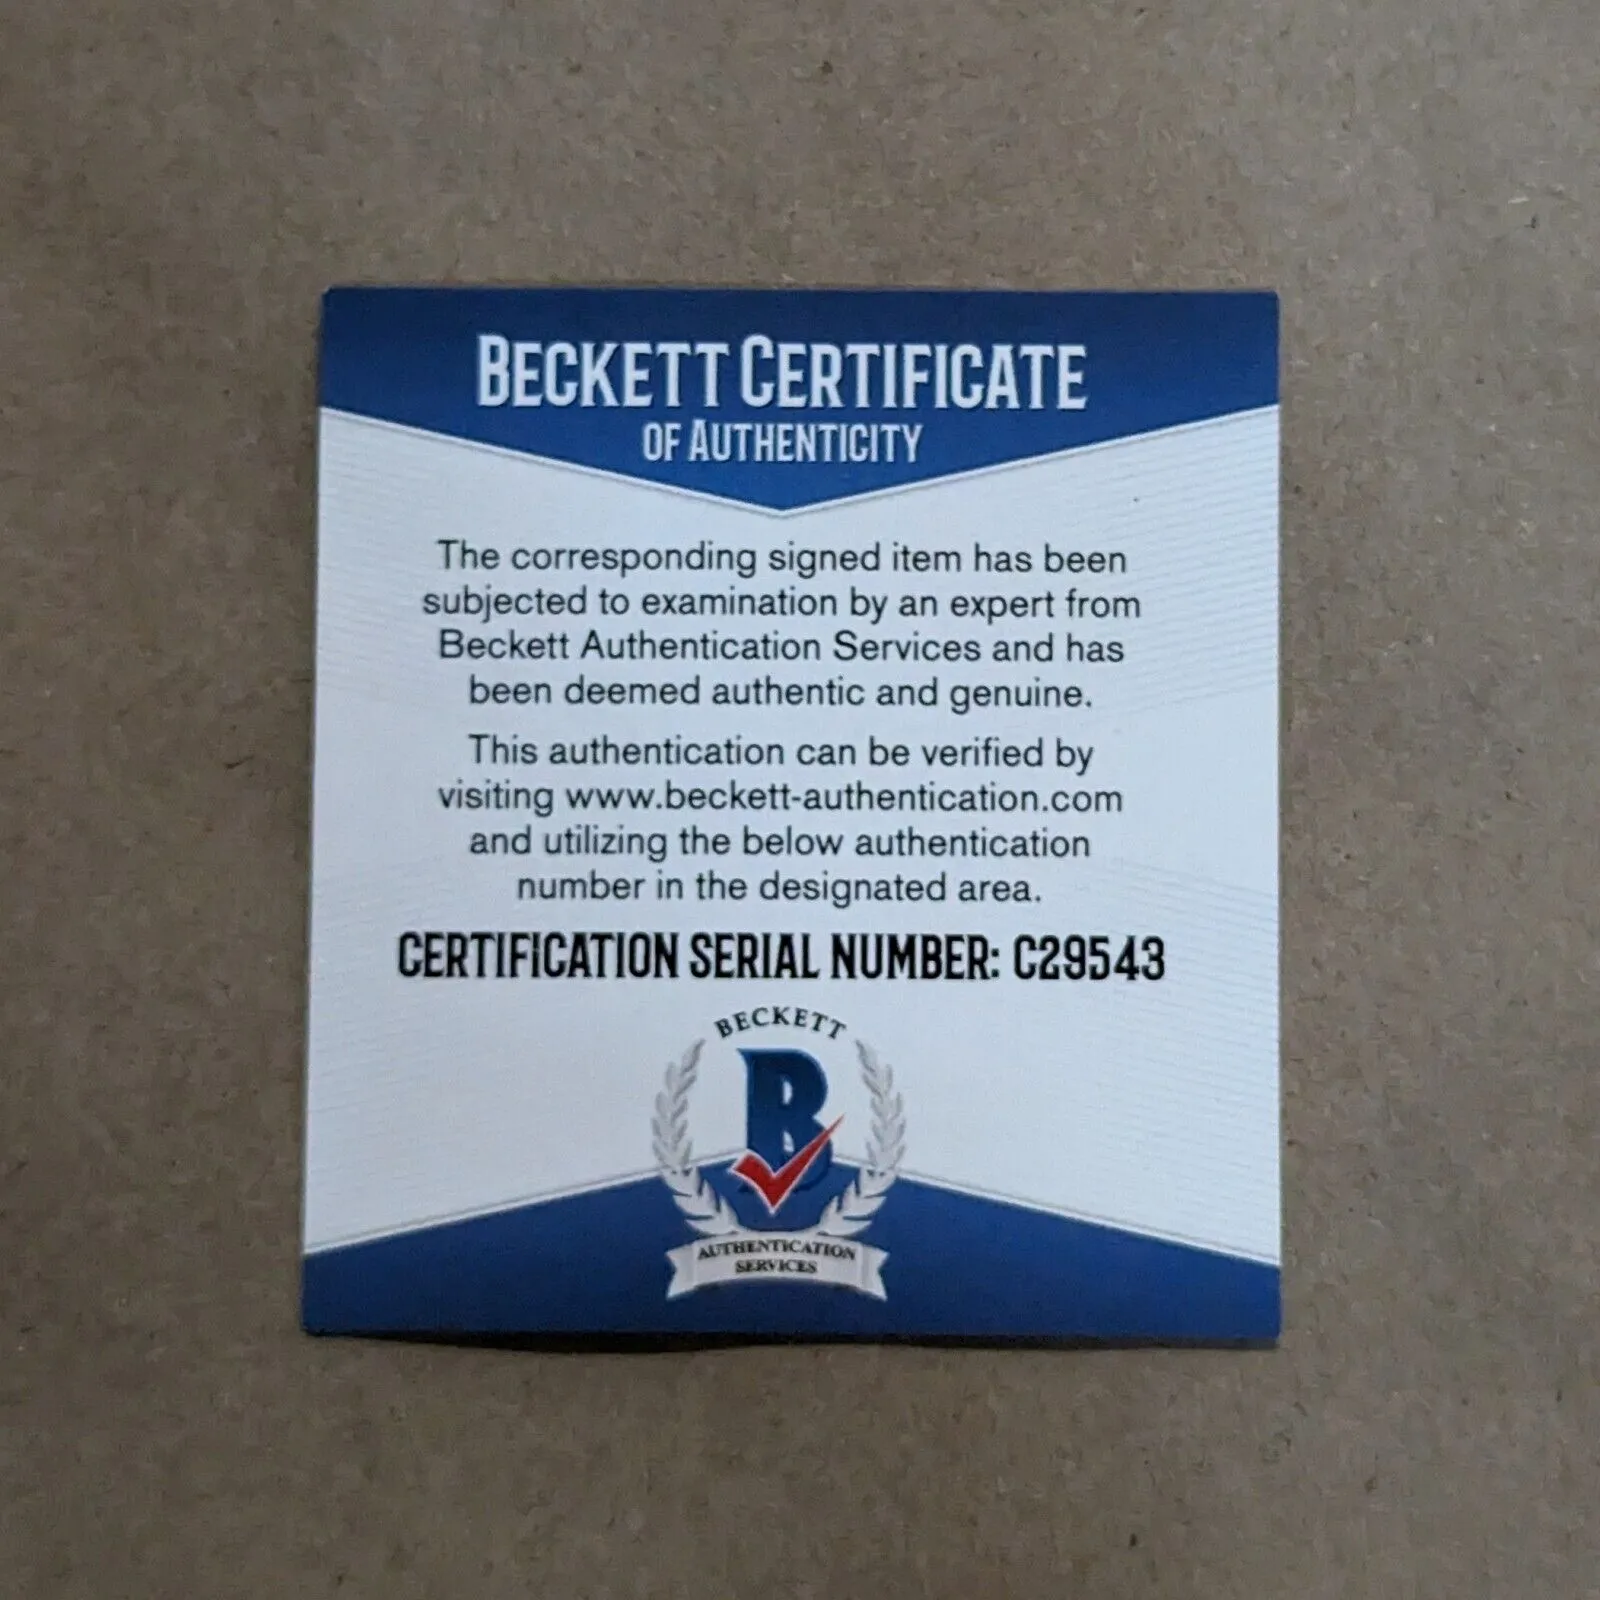 BECKETT CERTIFICATE
OF AUTHENTICITY
The corresponding signed item has been
subjected to examination by an expert from
Beckett Authentication Services and has
been deemed authentic and genuine.
This authentication can be verified by
visiting www.beckett-authentication.com
and utilizing the below authentication
number in the designated area.
CERTIFICATION SERIAL NUMBER: C29543
BECKETT
B
AUTHENTICATION
SERVICES